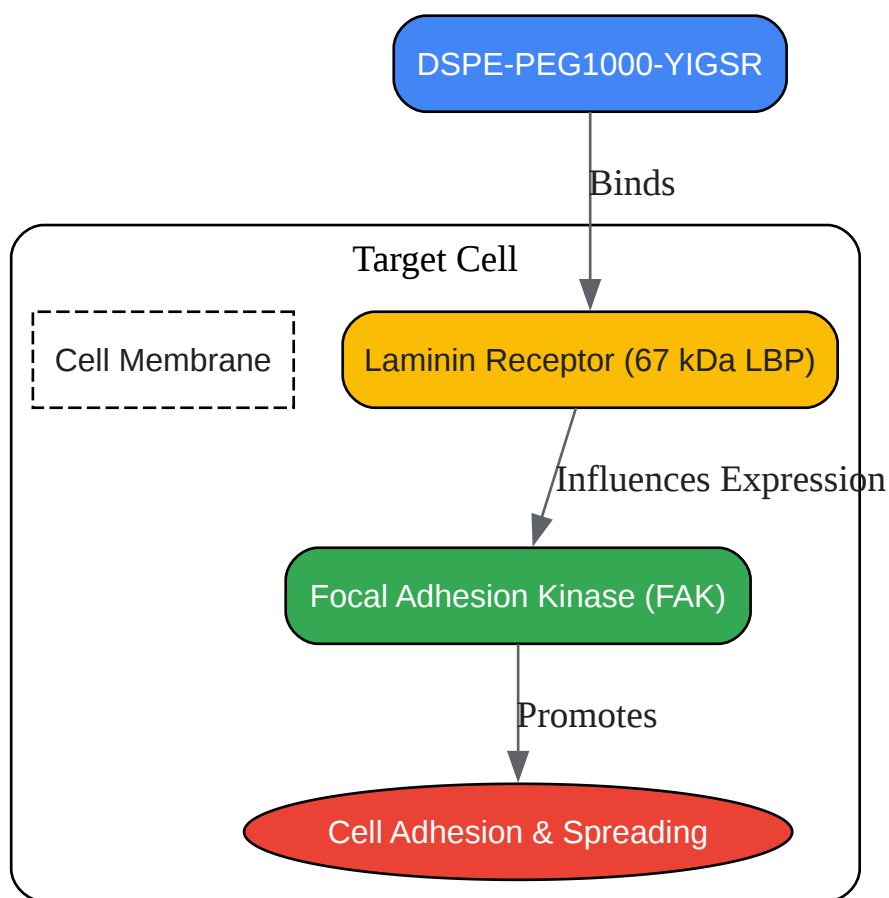 DSPE-PEG1000-YIGSR
Binds
Target Cell
Cell Membrane
Laminin Receptor (67 kDa LBP)
Influences Expression
Focal Adhesion Kinase (FAK)
Promotes
Cell Adhesion & Spreading